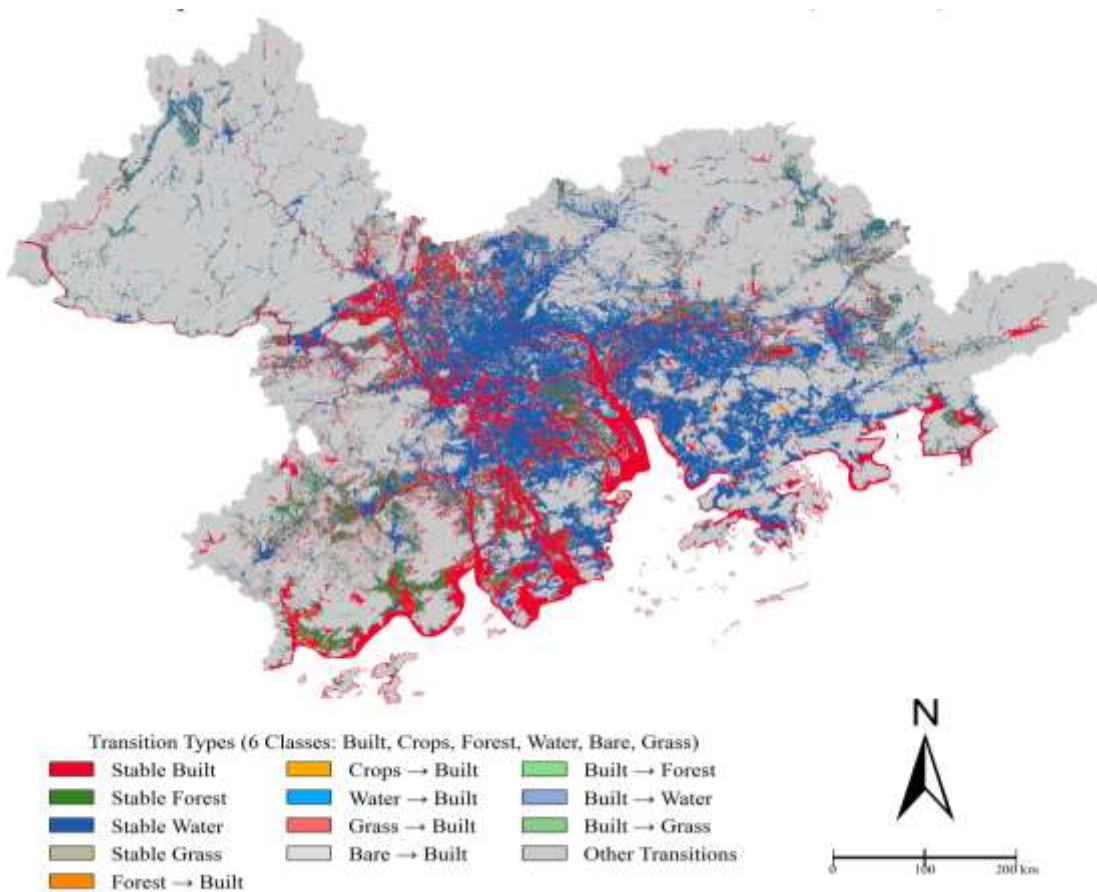 Transition Types (6 Classes: Built, Crops, Forest, Water, Bare, Grass)
Stable Built
Stable Forest
Stable Water
Stable Grass
Forest → Built
Crops → Built
Water → Built
Grass → Built
Bare → Built
Built → Forest
Built → Water
Built → Grass
Other Transitions
N
0 100 200 km